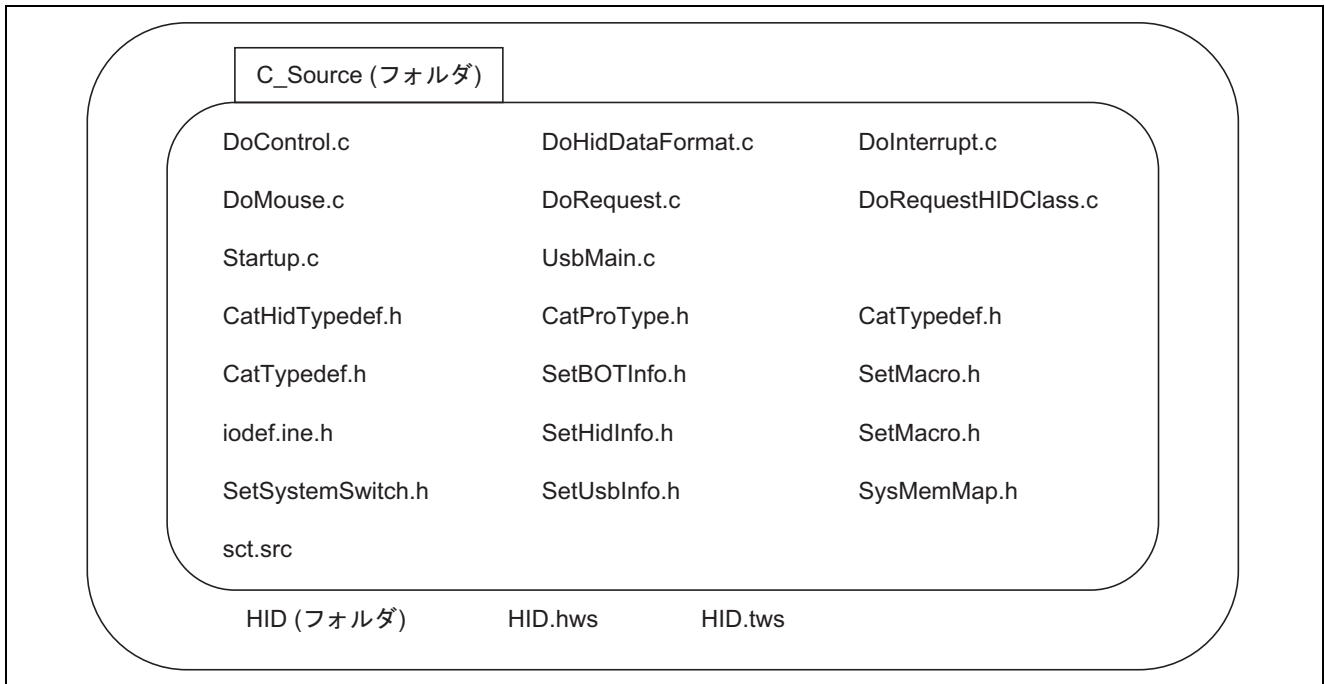 C_Source (フォルダ)
DoControl.c DoHidDataFormat.c DoInterrupt.c
DoMouse.c DoRequest.c DoRequestHIDClass.c
Startup.c UsbMain.c
CatHidTypedef.h CatProType.h CatTypedef.h
CatTypedef.h SetBOTInfo.h SetMacro.h
iodef.ine.h SetHidInfo.h SetMacro.h
SetSystemSwitch.h SetUsbInfo.h SysMemMap.h
sct.src
HID (フォルダ) HID.hws HID.tws